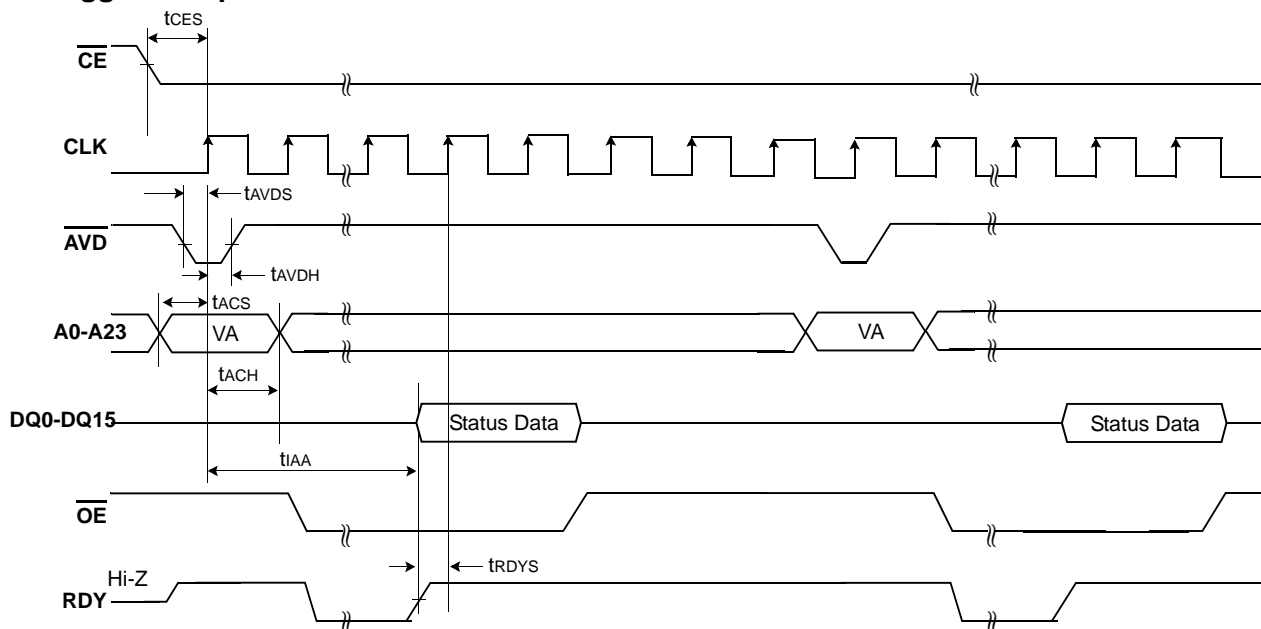 tCES
CE
CLK
tAVDS
AVD
tAVDH
tACS
A0-A23
VA
VA
tACH
DQ0-DQ15
Status Data
Status Data
tIAA
OE
tRDYS
Hi-Z
RDY